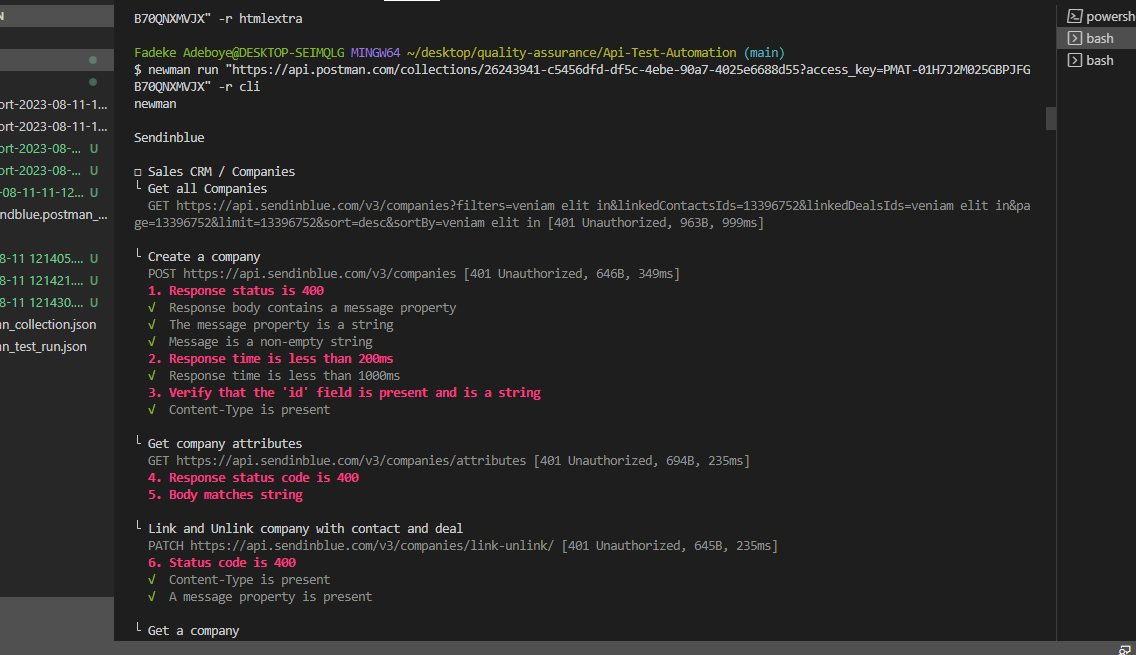 N
ort-2023-08-11-1...
ort-2023-08-11-1...
ort-2023-08-... U
ort-2023-08-... U
-08-11-11-12... U
ndblue.postman_...
8-11 121405.... U
8-11 121421.... U
8-11 121430.... U
n_collection.json
n_test_run.json
B70QNXMVJX" -r htmlextra
Fadeke Adeboye@DESKTOP-SEIMQLG MINGW64 ~/desktop/quality-assurance/Api-Test-Automation (main)
$ newman run "https://api.postman.com/collections/26243941-c5456dfd-df5c-4ebe-90a7-4025e6688d55?access_key=PMAT-01H7J2M025GBPJFG
B70QNXMVJX" -r cli
newman
Sendinblue
□ Sales CRM / Companies
└ Get all Companies
GET https://api.sendinblue.com/v3/companies?filters=veniam elit in&linkedContactsIds=13396752&linkedDealsIds=veniam elit in&pa
ge=13396752&limit=13396752&sort=desc&sortBy=veniam elit in [401 Unauthorized, 963B, 999ms]
└ Create a company
POST https://api.sendinblue.com/v3/companies [401 Unauthorized, 646B, 349ms]
1. Response status is 400
√ Response body contains a message property
√ The message property is a string
√ Message is a non-empty string
2. Response time is less than 200ms
√ Response time is less than 1000ms
3. Verify that the 'id' field is present and is a string
√ Content-Type is present
└ Get company attributes
GET https://api.sendinblue.com/v3/companies/attributes [401 Unauthorized, 694B, 235ms]
4. Response status code is 400
5. Body matches string
└ Link and Unlink company with contact and deal
PATCH https://api.sendinblue.com/v3/companies/link-unlink/ [401 Unauthorized, 645B, 235ms]
6. Status code is 400
√ Content-Type is present
√ A message property is present
└ Get a company
powersh
bash
bash